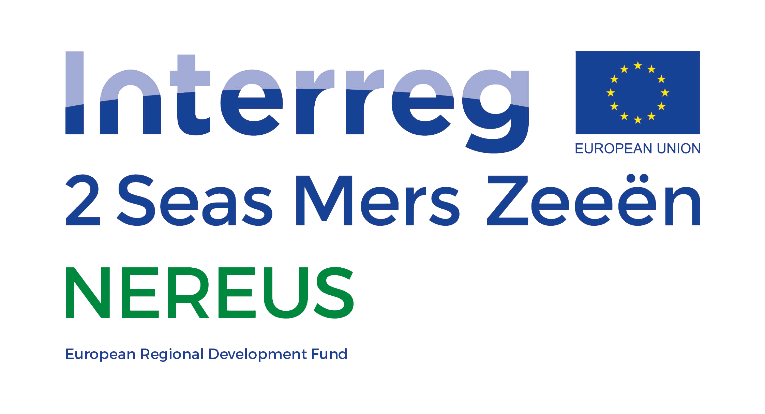 Interreg
EUROPEAN UNION
2 Seas Mers Zeeën
NEREUS
European Regional Development Fund